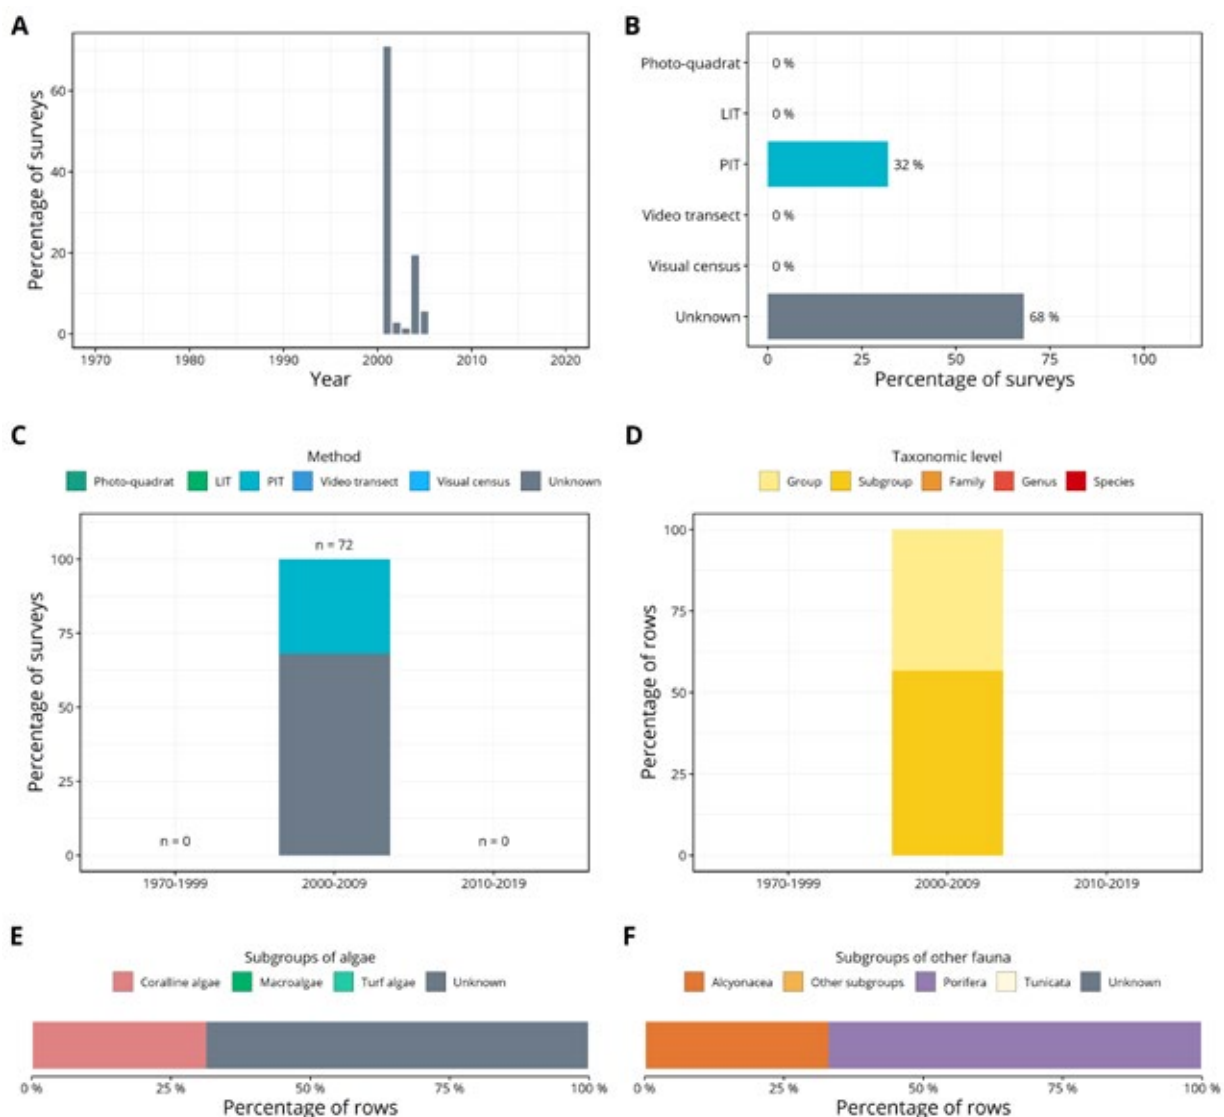 A
Percentage of surveys
60
40
20
0
1970 1980 1990 2000 2010 2020
Year
B
Photo-quadrat 0 %
LIT 0 %
PIT 32 %
Video transect 0 %
Visual census 0 %
Unknown 68 %
0 25 50 75 100
Percentage of surveys
C
Method
Photo-quadrat LIT PIT Video transect Visual census Unknown
Percentage of surveys
n = 72
100
75
50
25
n = 0 n = 0
0
1970-1999 2000-2009 2010-2019
D
Taxonomic level
Group Subgroup Family Genus Species
Percentage of rows
100
75
50
25
0
1970-1999 2000-2009 2010-2019
E
Subgroups of algae
Coralline algae Macroalgae Turf algae Unknown
0 % 25 % 50 % 75 % 100 %
Percentage of rows
F
Subgroups of other fauna
Alcyonacea Other subgroups Porifera Tunicata Unknown
0 % 25 % 50 % 75 % 100 %
Percentage of rows